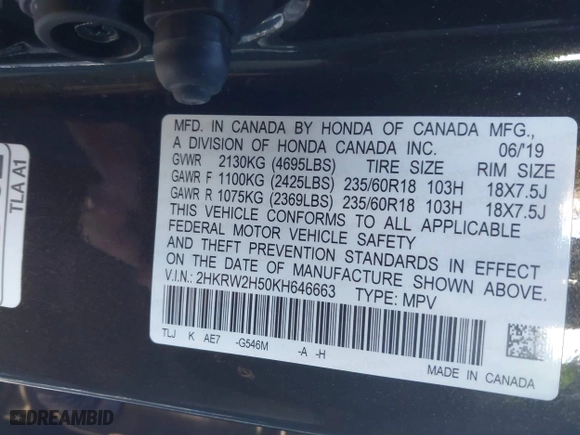 MFD. IN CANADA BY HONDA OF CANADA MFG.,
A DIVISION OF HONDA CANADA INC. 06/'19
GVWR 2130KG (4695LBS) TIRE SIZE RIM SIZE
GAWR F 1100KG (2425LBS) 235/60R18 103H 18X7.5J
GAWR R 1075KG (2369LBS) 235/60R18 103H 18X7.5J
THIS VEHICLE CONFORMS TO ALL APPLICABLE
FEDERAL MOTOR VEHICLE SAFETY
AND THEFT PREVENTION STANDARDS IN EFFECT
ON THE DATE OF MANUFACTURE SHOWN ABOVE.
V.I.N.: 2HKRW2H50KH646663 TYPE: MPV
TLJ K AE7 -G546M -A -H
MADE IN CANADA
TLA A1
DREAMBID